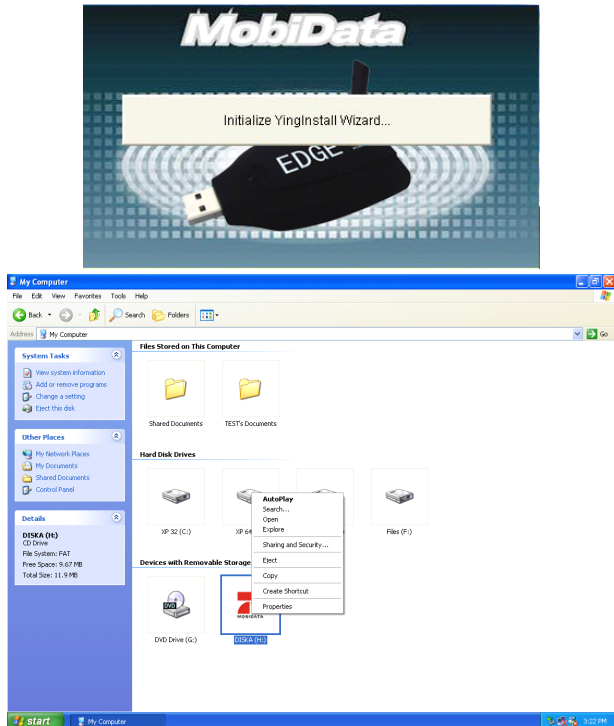 MobiData
Initialize YingInstall Wizard...
EDGE
My Computer
File Edit View Favorites Tools Help
Back Search Folders
Address My Computer Go
Files Stored on This Computer
System Tasks
View system information
Add or remove programs
Change a setting
Eject this disk
Shared Documents TEST's Documents
Other Places
My Network Places
My Documents
Shared Documents
Control Panel
Hard Disk Drives
XP 32 (C:) XP 64 Files (F:)
AutoPlay
Search...
Open
Explore
Sharing and Security...
Eject
Copy
Create Shortcut
Properties
Details
DISKA (H:)
CD Drive
File System: FAT
Free Space: 9.67 MB
Total Size: 11.9 MB
Devices with Removable Storage
DVD
MOBIDATA
DVD Drive (G:) DISKA (H:)
start My Computer 3:22 PM